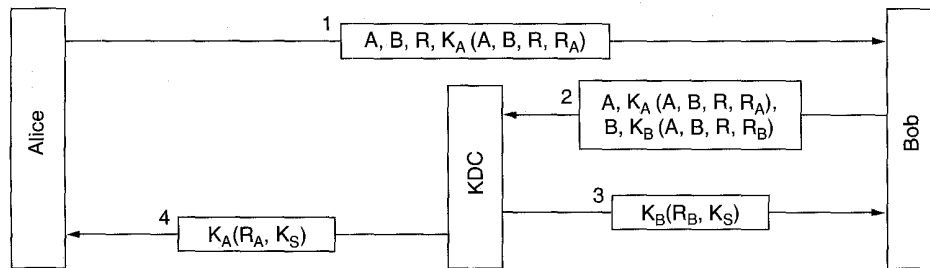 1
A, B, R, K_A (A, B, R, R_A)
Alice
2
A, K_A (A, B, R, R_A),
B, K_B (A, B, R, R_B)
Bob
KDC
3
K_B(R_B, K_S)
4
K_A(R_A, K_S)